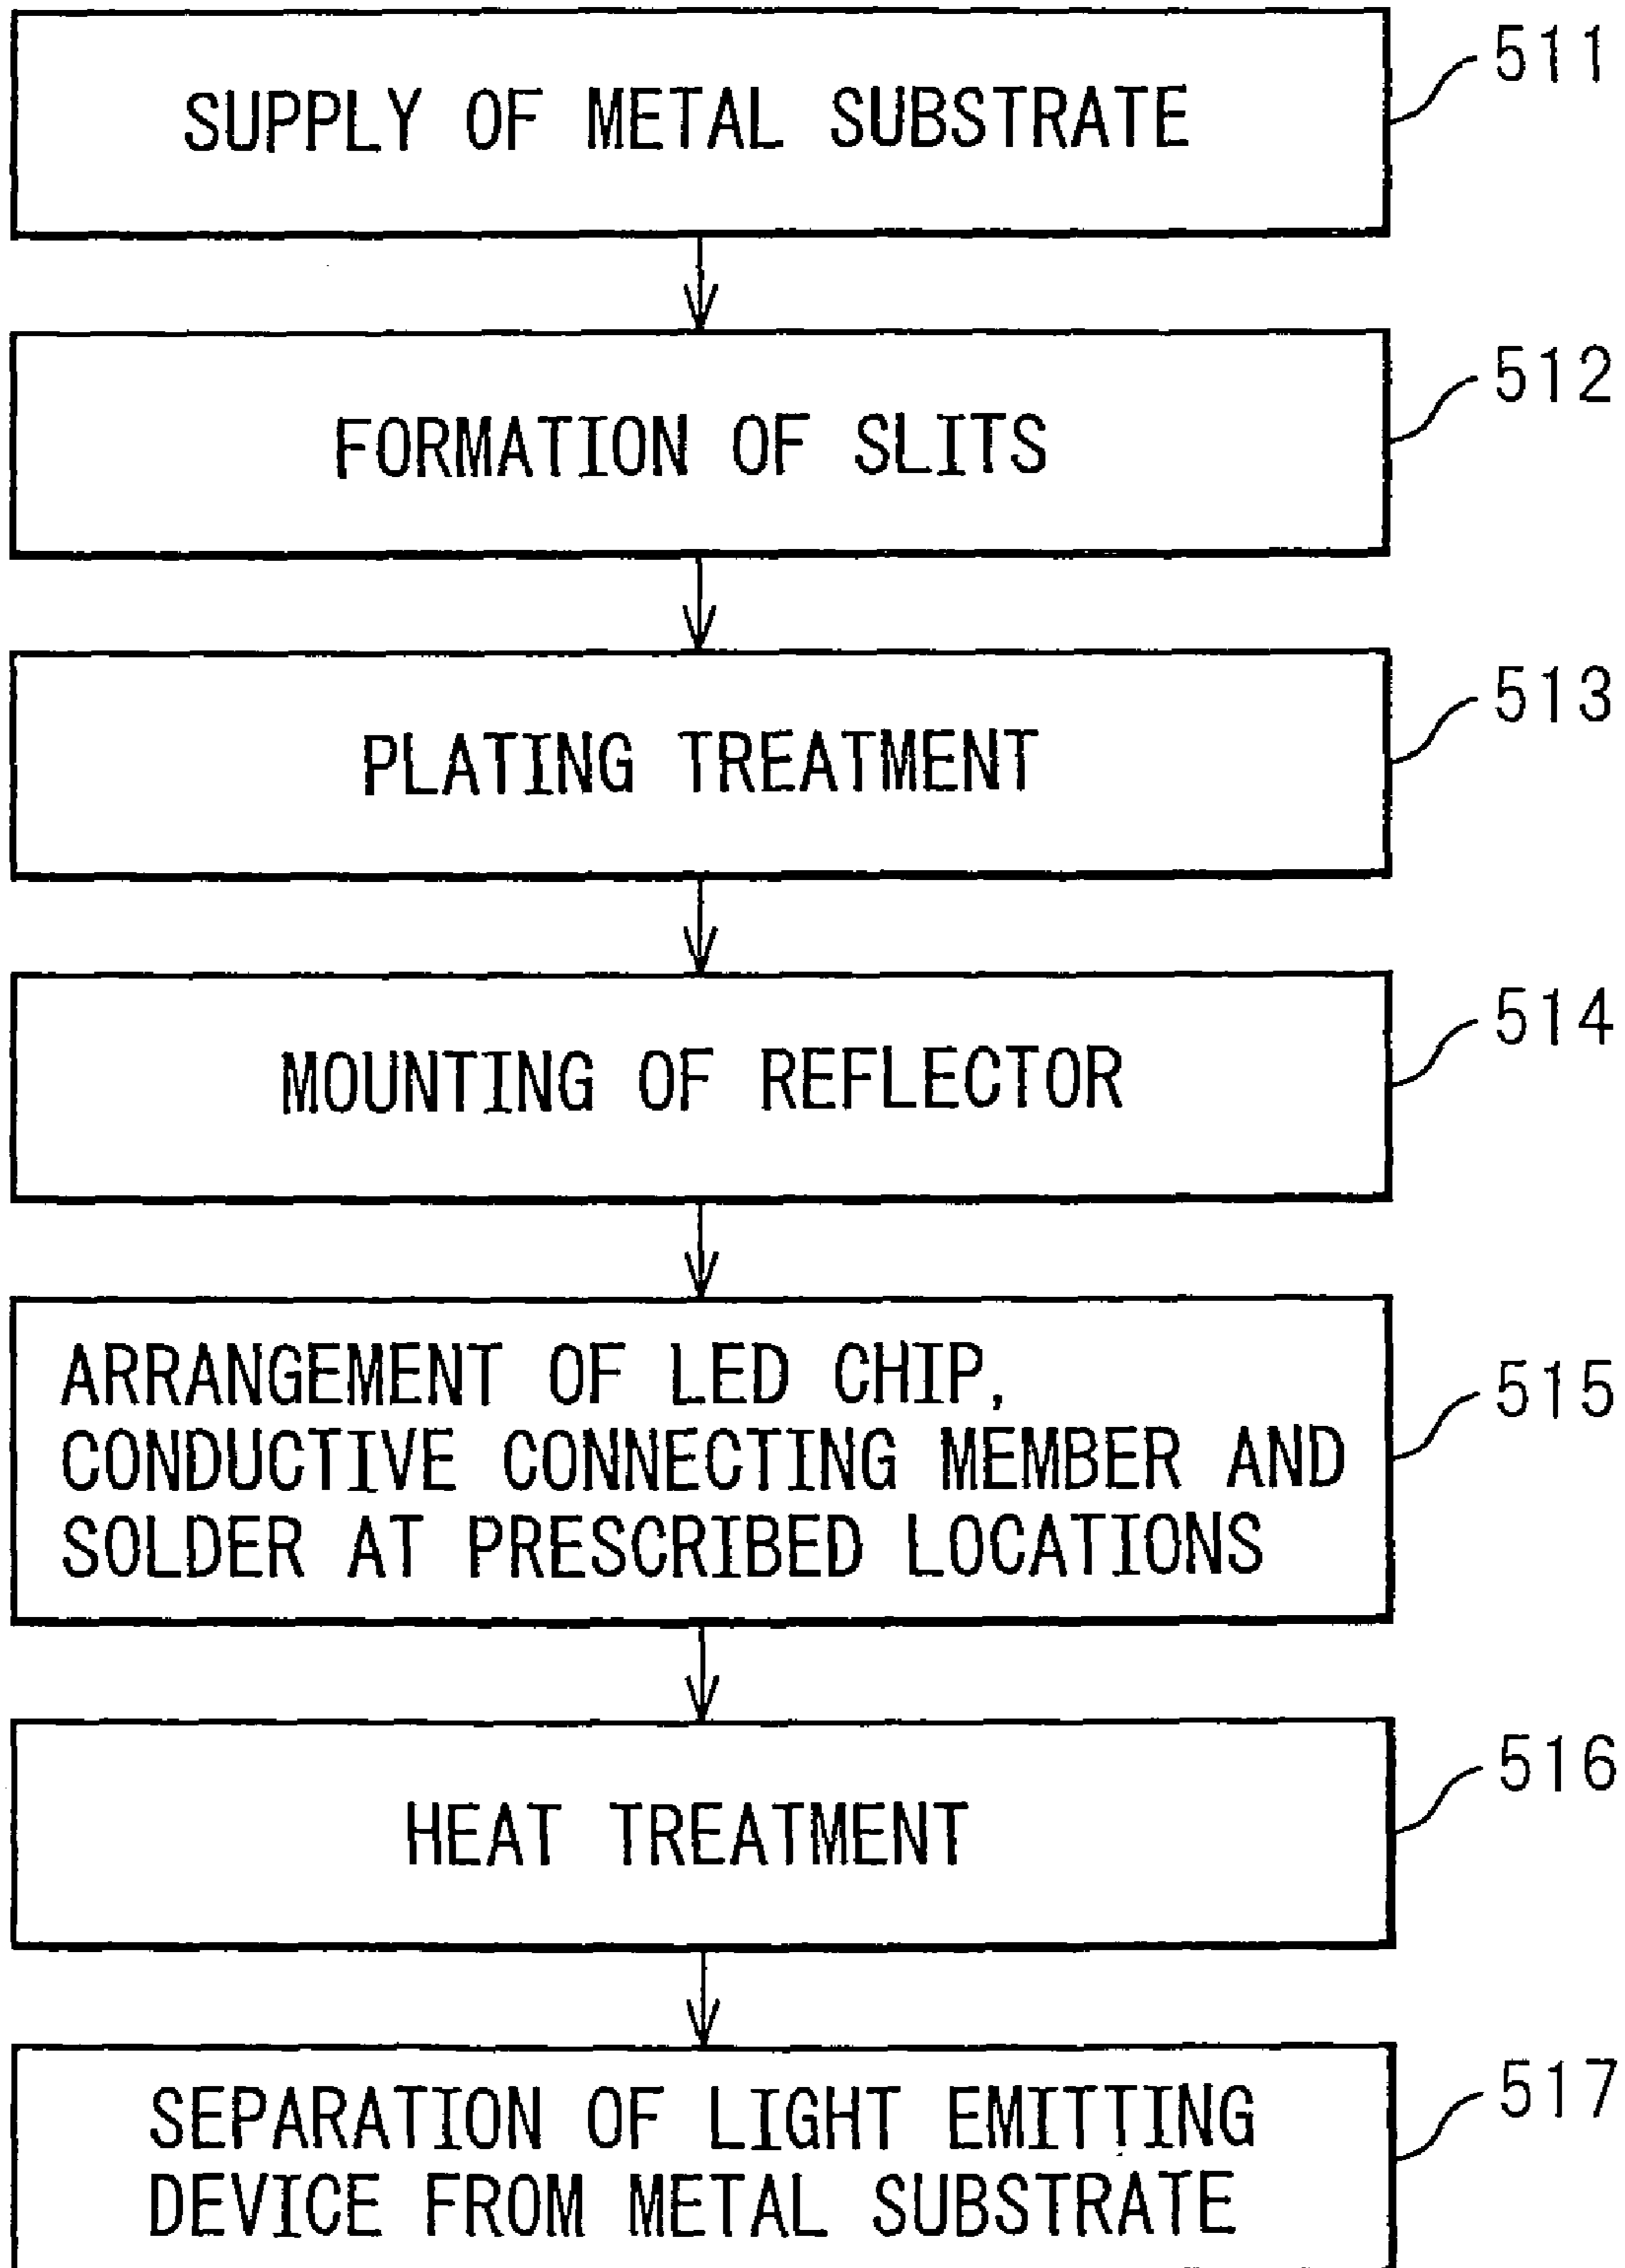 SUPPLY OF METAL SUBSTRATE
511
FORMATION OF SLITS
512
PLATING TREATMENT
513
MOUNTING OF REFLECTOR
514
ARRANGEMENT OF LED CHIP,
CONDUCTIVE CONNECTING MEMBER AND
SOLDER AT PRESCRIBED LOCATIONS
515
HEAT TREATMENT
516
SEPARATION OF LIGHT EMITTING
DEVICE FROM METAL SUBSTRATE
517